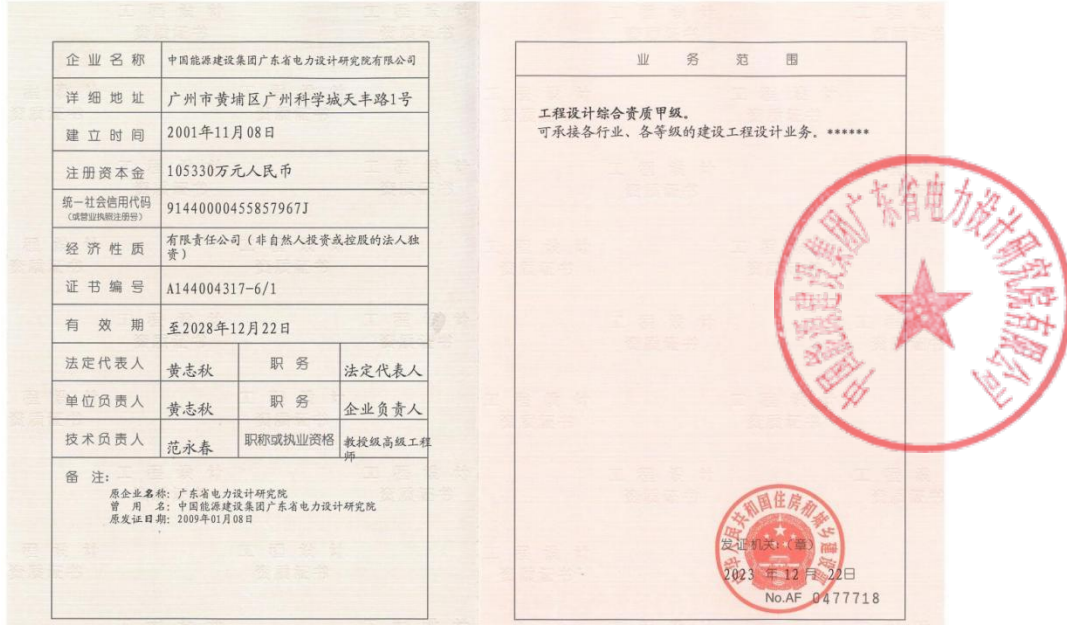 企业名称 中国能源建设集团广东省电力设计研究院有限公司
详细地址 广州市黄埔区广州科学城天丰路1号
建立时间 2001年11月08日
注册资本金 105330万元人民币
统一社会信用代码
(或营业执照注册号)
91440000455857967J
经济性质 有限责任公司（非自然人投资或控股的法人独
资）
证书编号 A144004317-6/1
有效期 至2028年12月22日
法定代表人 黄志秋 职务 法定代表人
单位负责人 黄志秋 职务 企业负责人
技术负责人 范永春 职称或执业资格 教授级高级工程
师
备 注:
原企业名称: 广东省电力设计研究院
曾 用 名: 中国能源建设集团广东省电力设计研究院
原发证日期: 2009年01月08日
业务范围
工程设计综合资质甲级。
可承接各行业、各等级的建设工程设计业务。******
中国能源建设集团广东省电力设计研究院有限公司
中华人民共和国住房和城乡建设部
发证机关:（章）
2023 年 12 月 22日
No.AF 0477718